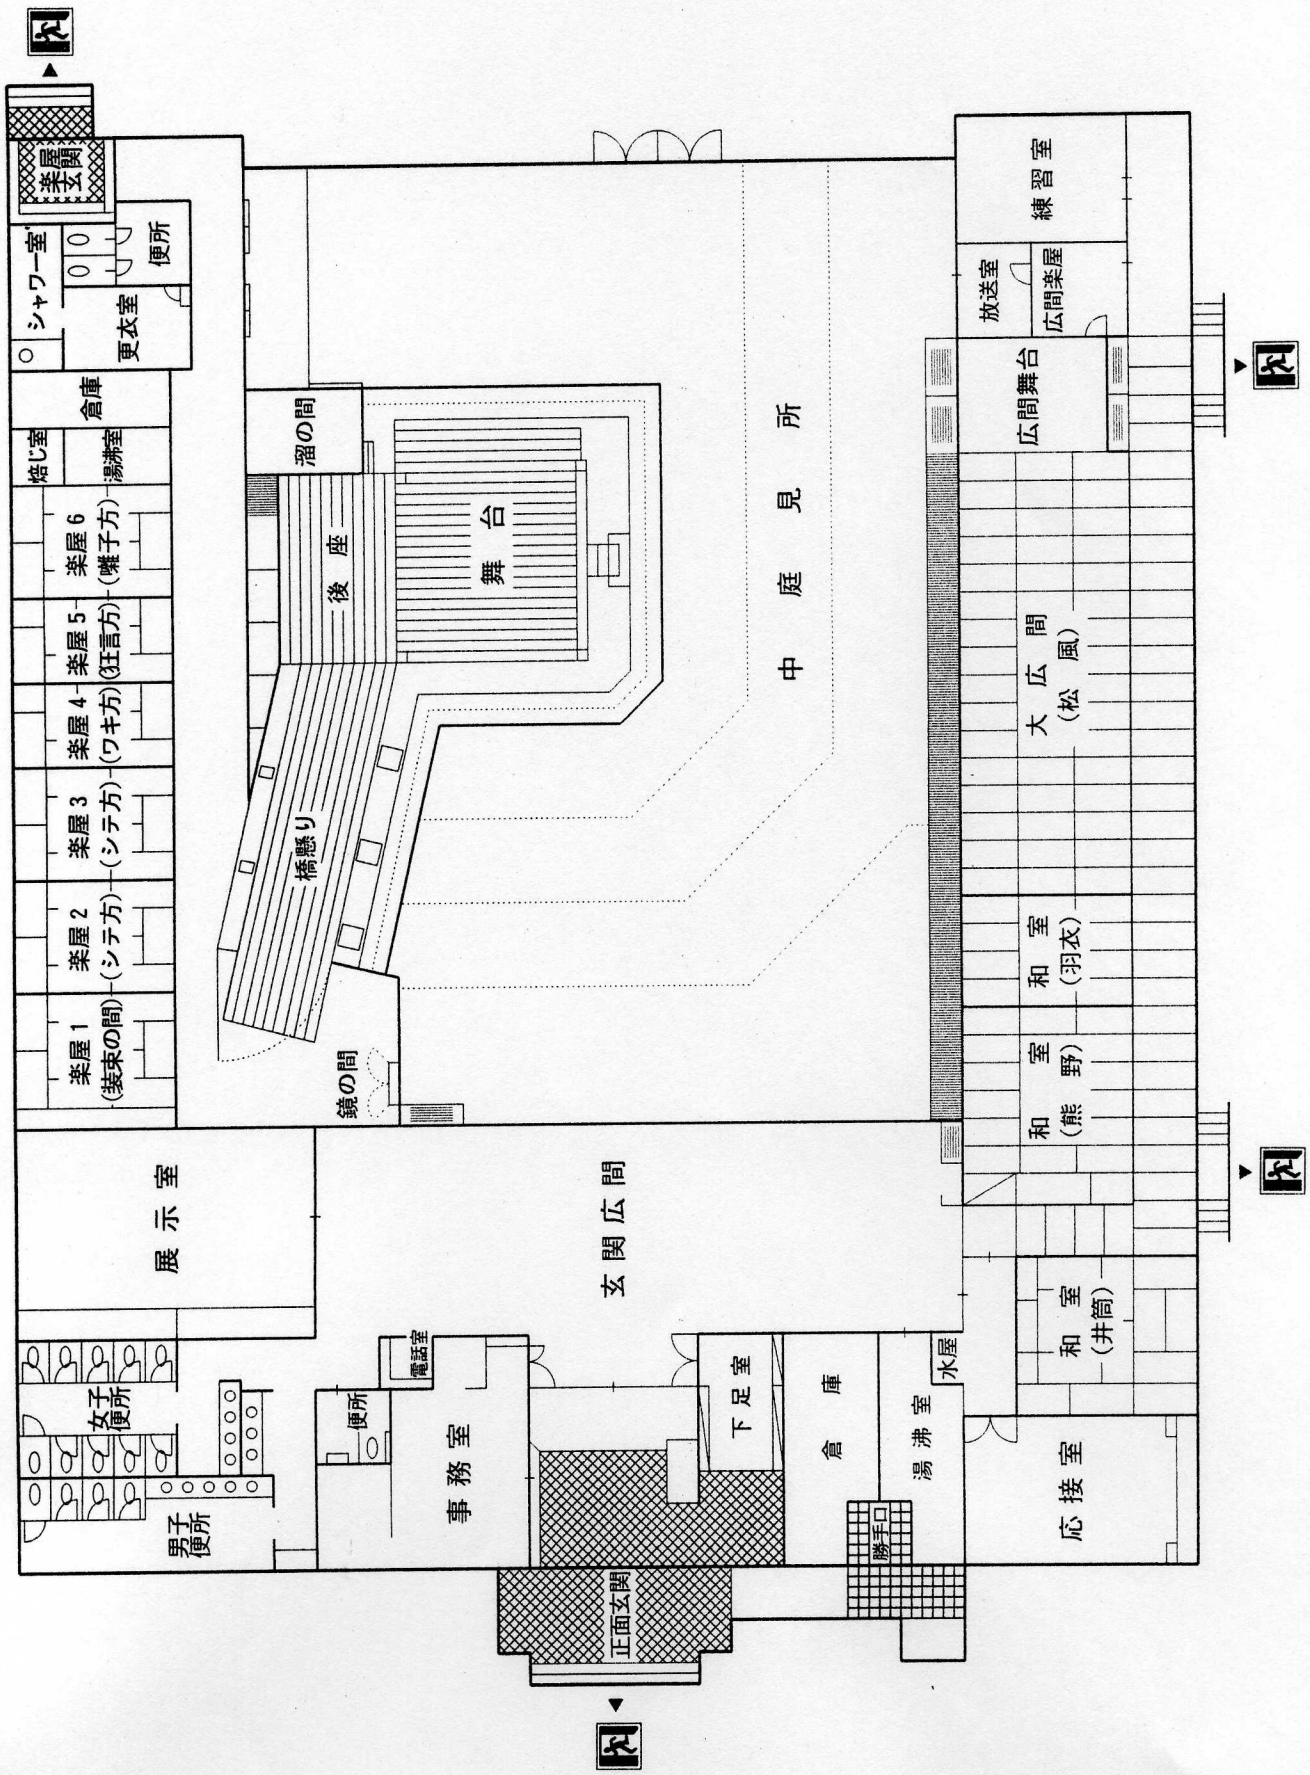 楽屋
玄関
シャワー室
便所
更衣室
倉庫
焙じ室
湯沸室
楽屋6
(囃子方)
楽屋5
(狂言方)
楽屋4
(ワキ方)
楽屋3
(シテ方)
楽屋2
(シテ方)
楽屋1
(装束の間)
溜の間
後座
舞台
橋懸り
鏡の間
中庭見所
練習室
放送室
広間楽屋
広間舞台
大広間
(松風)
和室
(羽衣)
和室
(熊野)
和室
(井筒)
展示室
玄関広間
女子
便所
男子
便所
電話室
便所
事務室
下足室
倉庫
湯沸室
水屋
勝手口
応接室
正面玄関